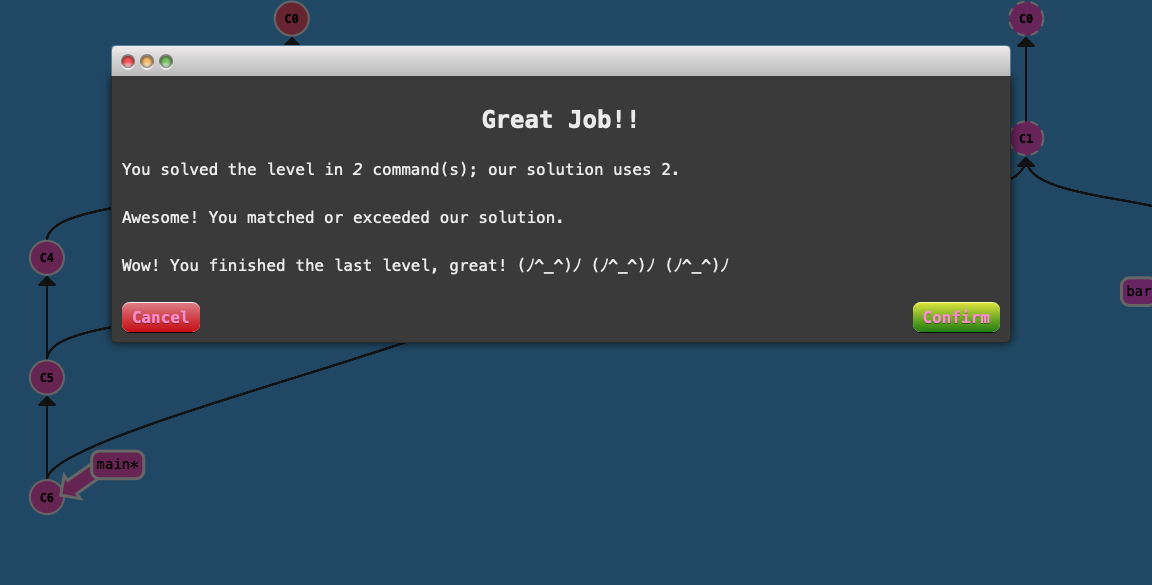 C0
C0
Great Job!!
C1
You solved the level in 2 command(s); our solution uses 2.
Awesome! You matched or exceeded our solution.
C4
Wow! You finished the last level, great! (ﾉ^_^)ﾉ (ﾉ^_^)ﾉ (ﾉ^_^)ﾉ
bar
Cancel
Confirm
C5
main*
C6